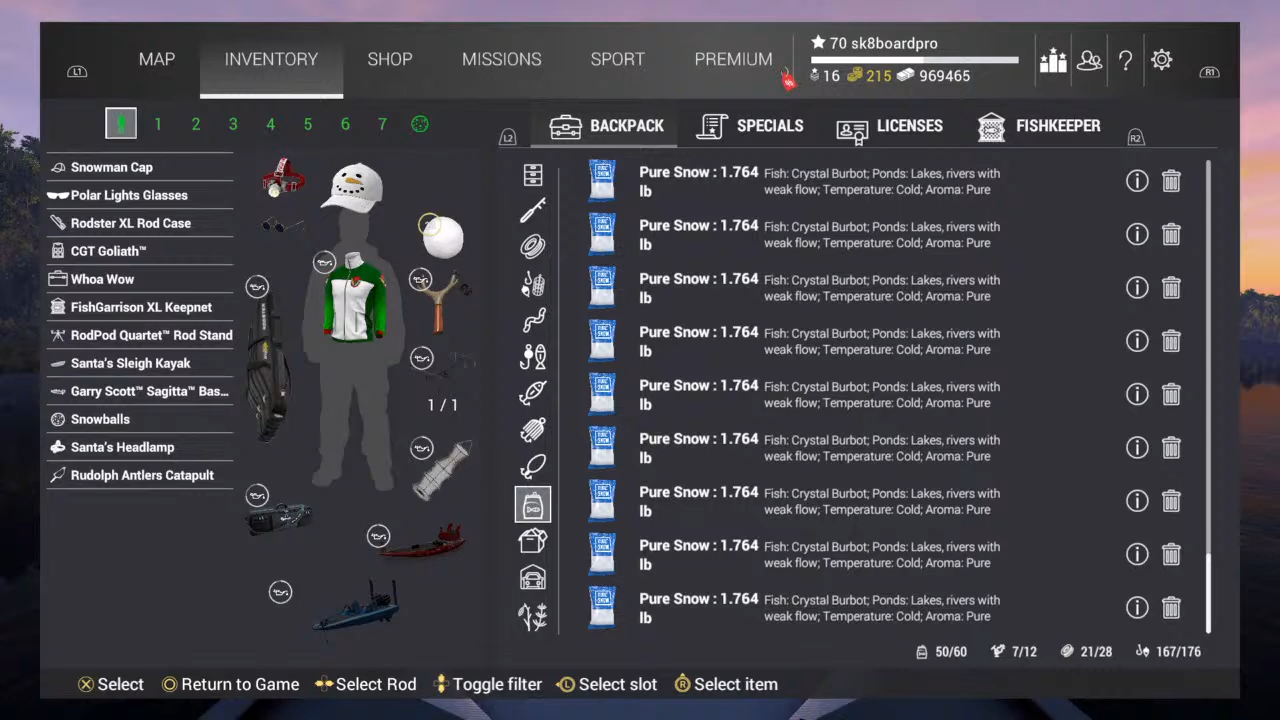 L1
MAP
INVENTORY
SHOP
MISSIONS
SPORT
PREMIUM
70 sk8boardpro
16 215 969465
?
R1
1 2 3 4 5 6 7
L2
BACKPACK
SPECIALS
LICENSES
FISHKEEPER
R2
Snowman Cap
Polar Lights Glasses
Rodster XL Rod Case
CGT Goliath™
Whoa Wow
FishGarrison XL Keepnet
RodPod Quartet™ Rod Stand
Santa's Sleigh Kayak
Garry Scott™ Sagitta™ Bas...
Snowballs
Santa's Headlamp
Rudolph Antlers Catapult
1 / 1
Pure Snow : 1.764 lb
Fish: Crystal Burbot; Ponds: Lakes, rivers with
weak flow; Temperature: Cold; Aroma: Pure
Pure Snow : 1.764 lb
Fish: Crystal Burbot; Ponds: Lakes, rivers with
weak flow; Temperature: Cold; Aroma: Pure
Pure Snow : 1.764 lb
Fish: Crystal Burbot; Ponds: Lakes, rivers with
weak flow; Temperature: Cold; Aroma: Pure
Pure Snow : 1.764 lb
Fish: Crystal Burbot; Ponds: Lakes, rivers with
weak flow; Temperature: Cold; Aroma: Pure
Pure Snow : 1.764 lb
Fish: Crystal Burbot; Ponds: Lakes, rivers with
weak flow; Temperature: Cold; Aroma: Pure
Pure Snow : 1.764 lb
Fish: Crystal Burbot; Ponds: Lakes, rivers with
weak flow; Temperature: Cold; Aroma: Pure
Pure Snow : 1.764 lb
Fish: Crystal Burbot; Ponds: Lakes, rivers with
weak flow; Temperature: Cold; Aroma: Pure
Pure Snow : 1.764 lb
Fish: Crystal Burbot; Ponds: Lakes, rivers with
weak flow; Temperature: Cold; Aroma: Pure
Pure Snow : 1.764 lb
Fish: Crystal Burbot; Ponds: Lakes, rivers with
weak flow; Temperature: Cold; Aroma: Pure
50/60 7/12 21/28 167/176
Select
Return to Game
Select Rod
Toggle filter
L Select slot
R Select item